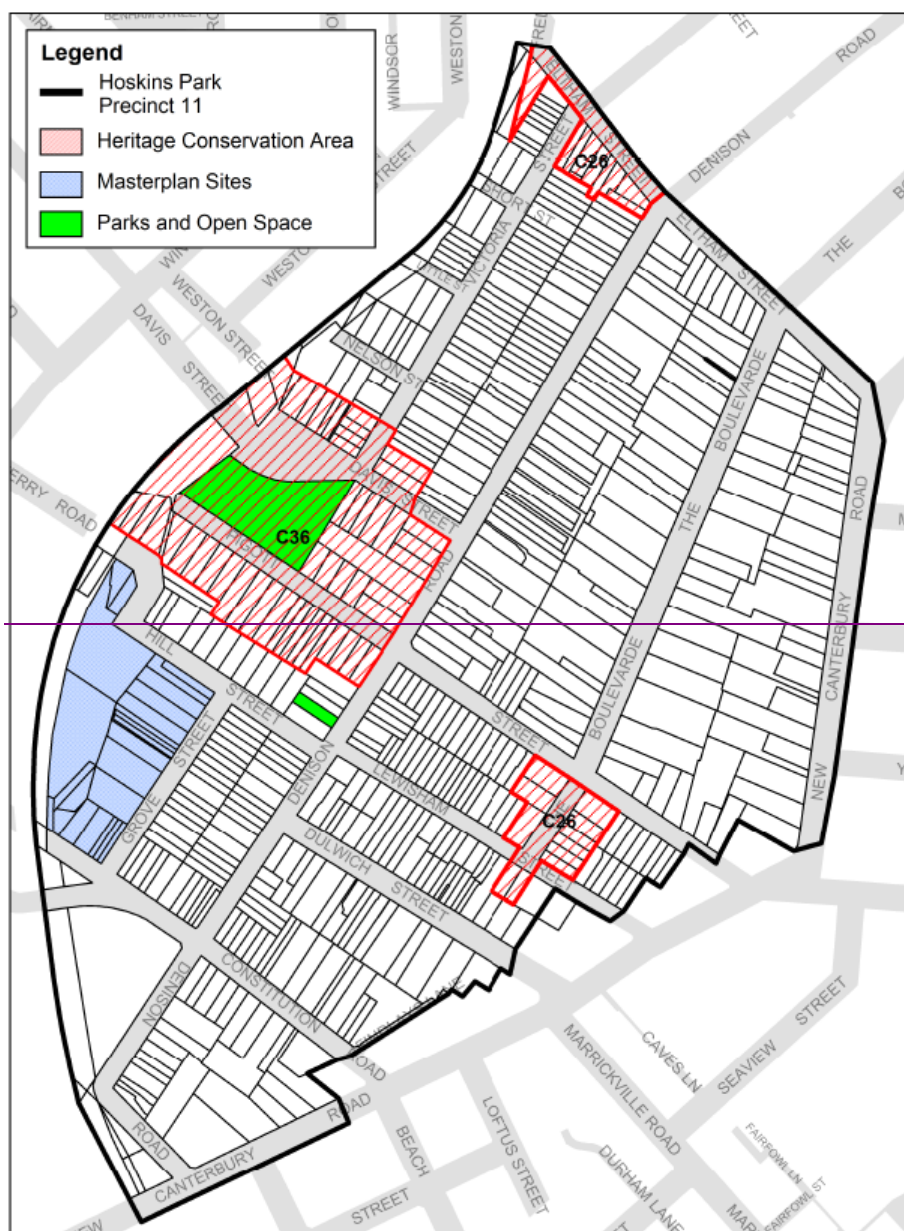 BENHAM STREET
WINDSOR
WESTON
STREET
ROAD
Legend
Hoskins Park
Precinct 11
Heritage Conservation Area
Masterplan Sites
Parks and Open Space
ELTHAM STREET
STREET
C26
DENISON
SHORT ST
VICTORIA
ELTHAM STREET
THE
WESTON STREET
DAVIS STREET
NELSON ST
BOULEVARDE
DAVIS STREET
ROAD
THE
ROAD
C36
HILL
STREET
STREET
BOULEVARDE
CANTERBURY
NEW
GROVE STREET
DENISON
LEWISHAM
STREET
C26
DULWICH
STREET
CONSTITUTION
ROAD
DENISON
ROAD
CANTERBURY
ROAD
BEACH
STREET
LOFTUS STREET
MARRICKVILLE ROAD
CAVES LN
SEAVIEW STREET
DURHAM LANE
FAIRFOWL LN
FAIRFOWL ST